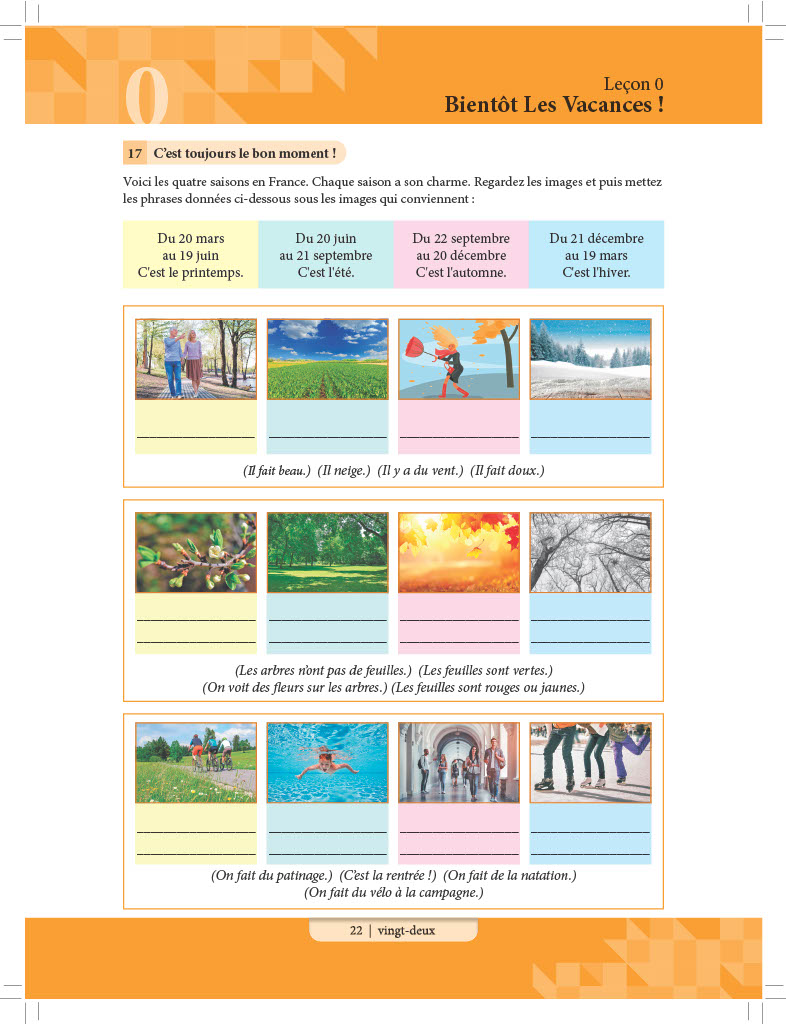 0
Leçon 0
Bientôt Les Vacances !
17 C'est toujours le bon moment !
Voici les quatre saisons en France. Chaque saison a son charme. Regardez les images et puis mettez
les phrases données ci-dessous sous les images qui conviennent :
Du 20 mars
au 19 juin
C'est le printemps.
Du 20 juin
au 21 septembre
C'est l'été.
Du 22 septembre
au 20 décembre
C'est l'automne.
Du 21 décembre
au 19 mars
C'est l'hiver.
(Il fait beau.) (Il neige.) (Il y a du vent.) (Il fait doux.)
(Les arbres n'ont pas de feuilles.) (Les feuilles sont vertes.)
(On voit des fleurs sur les arbres.) (Les feuilles sont rouges ou jaunes.)
(On fait du patinage.) (C'est la rentrée !) (On fait de la natation.)
(On fait du vélo à la campagne.)
22 | vingt-deux